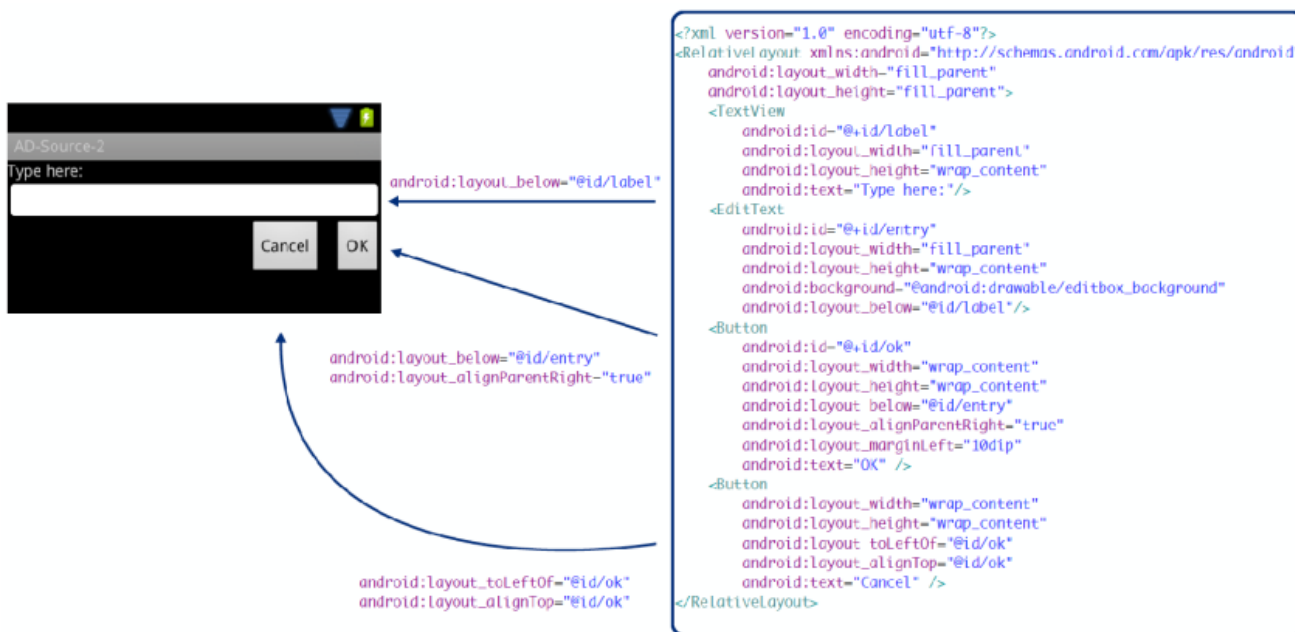 AD-Source-2
Type here:
Cancel
OK
android:layout_below="@id/label"
android:layout_below="@id/entry"
android:layout_alignParentRight="true"
android:layout_toLeftOf="@id/ok"
android:layout_alignTop="@id/ok"
<?xml version="1.0" encoding="utf-8"?>
<RelativeLayout xmlns:android="http://schemas.android.com/apk/res/android
android:layout_width="fill_parent"
android:layout_height="fill_parent">
<TextView
android:id="@+id/label"
android:layout_width="fill_parent"
android:layout_height="wrap_content"
android:text="Type here:"/>
<EditText
android:id="@+id/entry"
android:layout_width="fill_parent"
android:layout_height="wrap_content"
android:background="@android:drawable/editbox_background"
android:layout_below="@id/label"/>
<Button
android:id="@+id/ok"
android:layout_width="wrap_content"
android:layout_height="wrap_content"
android:layout_below="@id/entry"
android:layout_alignParentRight="true"
android:layout_marginLeft="10dip"
android:text="OK" />
<Button
android:layout_width="wrap_content"
android:layout_height="wrap_content"
android:layout_toLeftOf="@id/ok"
android:layout_alignTop="@id/ok"
android:text="Cancel" />
</RelativeLayout>